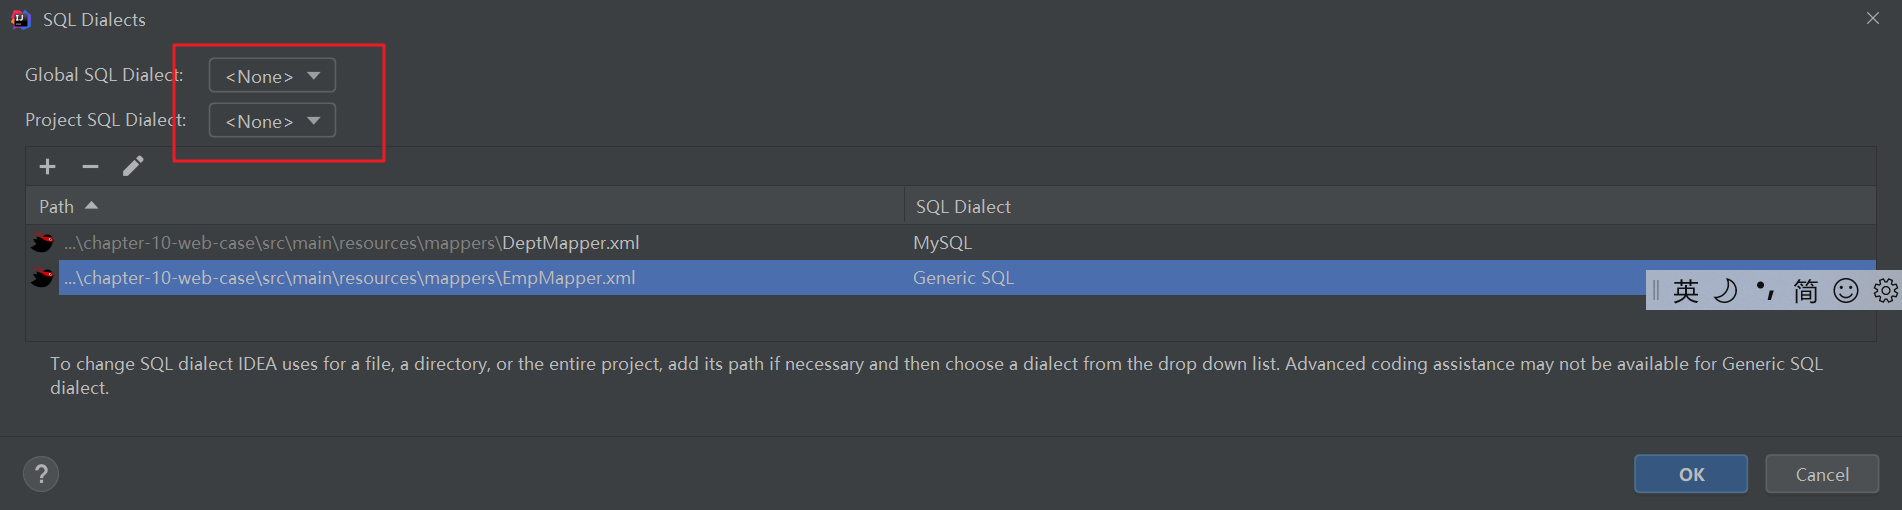 SQL Dialects
Global SQL Dialect: <None>
Project SQL Dialect: <None>
Path SQL Dialect
...\chapter-10-web-case\src\main\resources\mappers\DeptMapper.xml MySQL
...\chapter-10-web-case\src\main\resources\mappers\EmpMapper.xml Generic SQL
英 简
To change SQL dialect IDEA uses for a file, a directory, or the entire project, add its path if necessary and then choose a dialect from the drop down list. Advanced coding assistance may not be available for Generic SQL
dialect.
? OK Cancel